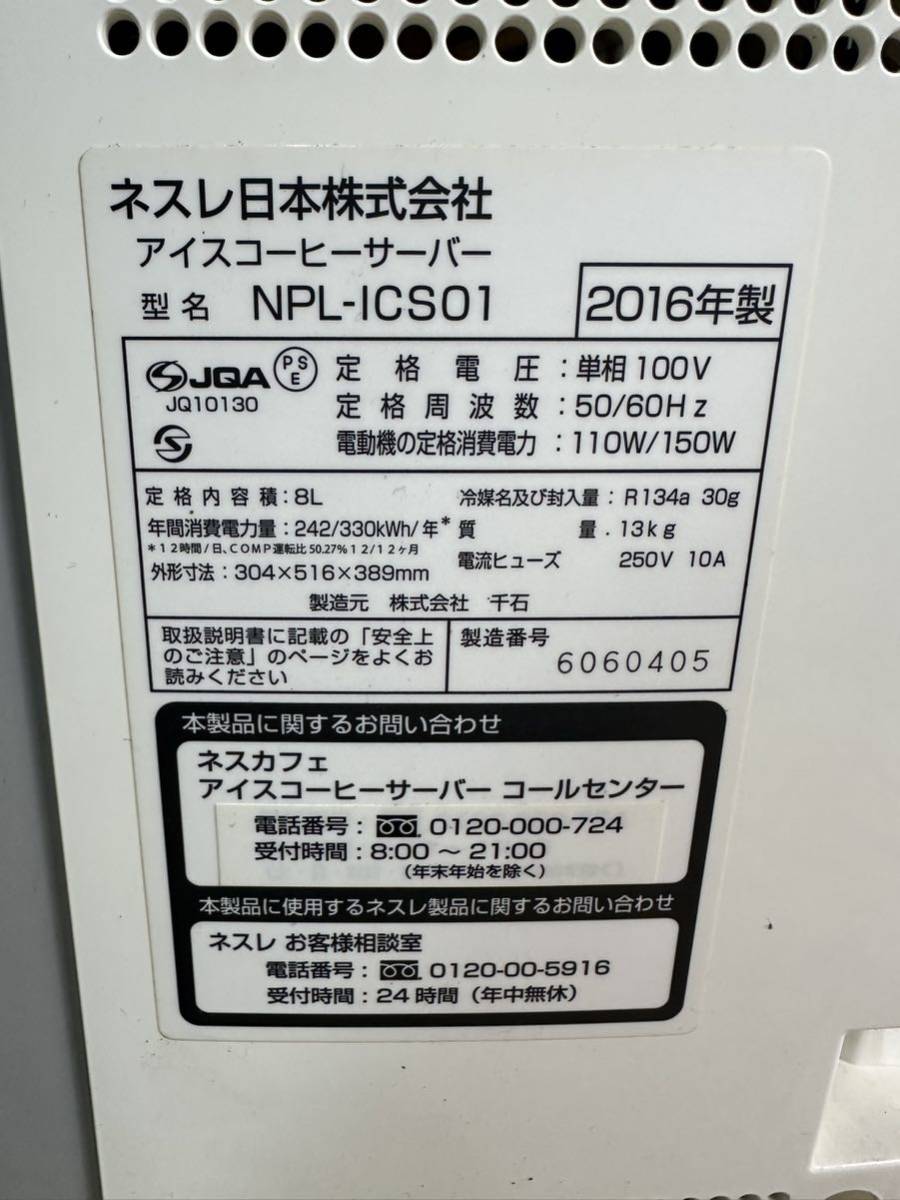 ネスレ日本株式会社
アイスコーヒーサーバー
型名 NPL-ICS01
2016年製
JQA
JQ10130
PSE
S
定格電圧：単相100V
定格周波数：50/60Hz
電動機の定格消費電力：110W/150W
定格内容積：8L
年間消費電力量：242/330kWh/年*
*12時間/日、COMP運転比50.27%12/12ヶ月
外形寸法：304×516×389mm
冷媒名及び封入量：R134a 30g
質量．13kg
電流ヒューズ 250V 10A
製造元 株式会社 千石
取扱説明書に記載の「安全上
のご注意」のページをよくお
読みください
製造番号
6060405
本製品に関するお問い合わせ
ネスカフェ
アイスコーヒーサーバー コールセンター
電話番号：0120-000-724
受付時間：8:00 ～ 21:00
（年末年始を除く）
本製品に使用するネスレ製品に関するお問い合わせ
ネスレ お客様相談室
電話番号：0120-00-5916
受付時間：24時間（年中無休）